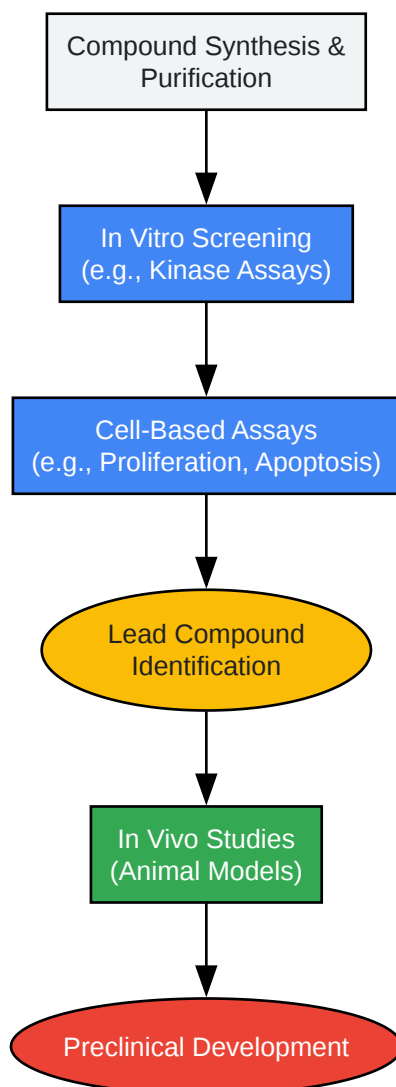 Compound Synthesis &
Purification
In Vitro Screening
(e.g., Kinase Assays)
Cell-Based Assays
(e.g., Proliferation, Apoptosis)
Lead Compound
Identification
In Vivo Studies
(Animal Models)
Preclinical Development